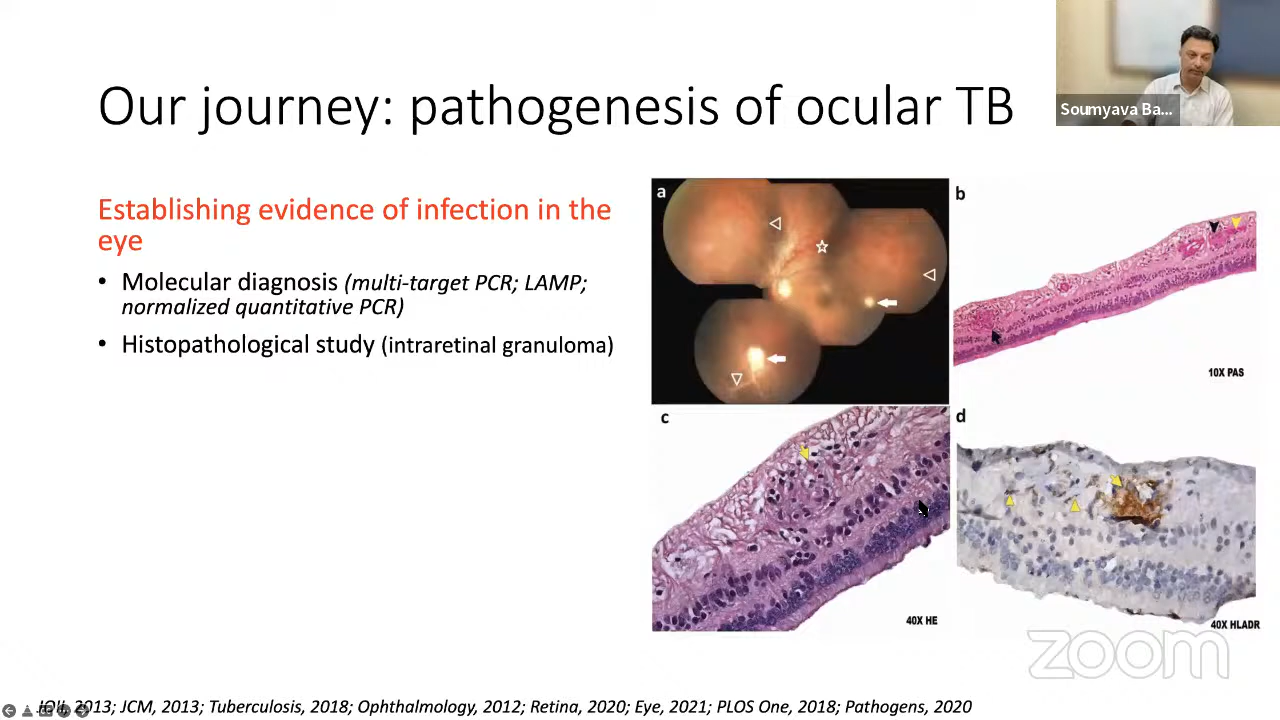 Our journey: pathogenesis of ocular TB
Soumyava Ba...
Establishing evidence of infection in the
eye
• Molecular diagnosis (multi-target PCR; LAMP;
normalized quantitative PCR)
• Histopathological study (intraretinal granuloma)
a
b
10X PAS
c
40X HE
d
40X HLADR
zoom
2013; JCM, 2013; Tuberculosis, 2018; Ophthalmology, 2012; Retina, 2020; Eye, 2021; PLOS One, 2018; Pathogens, 2020